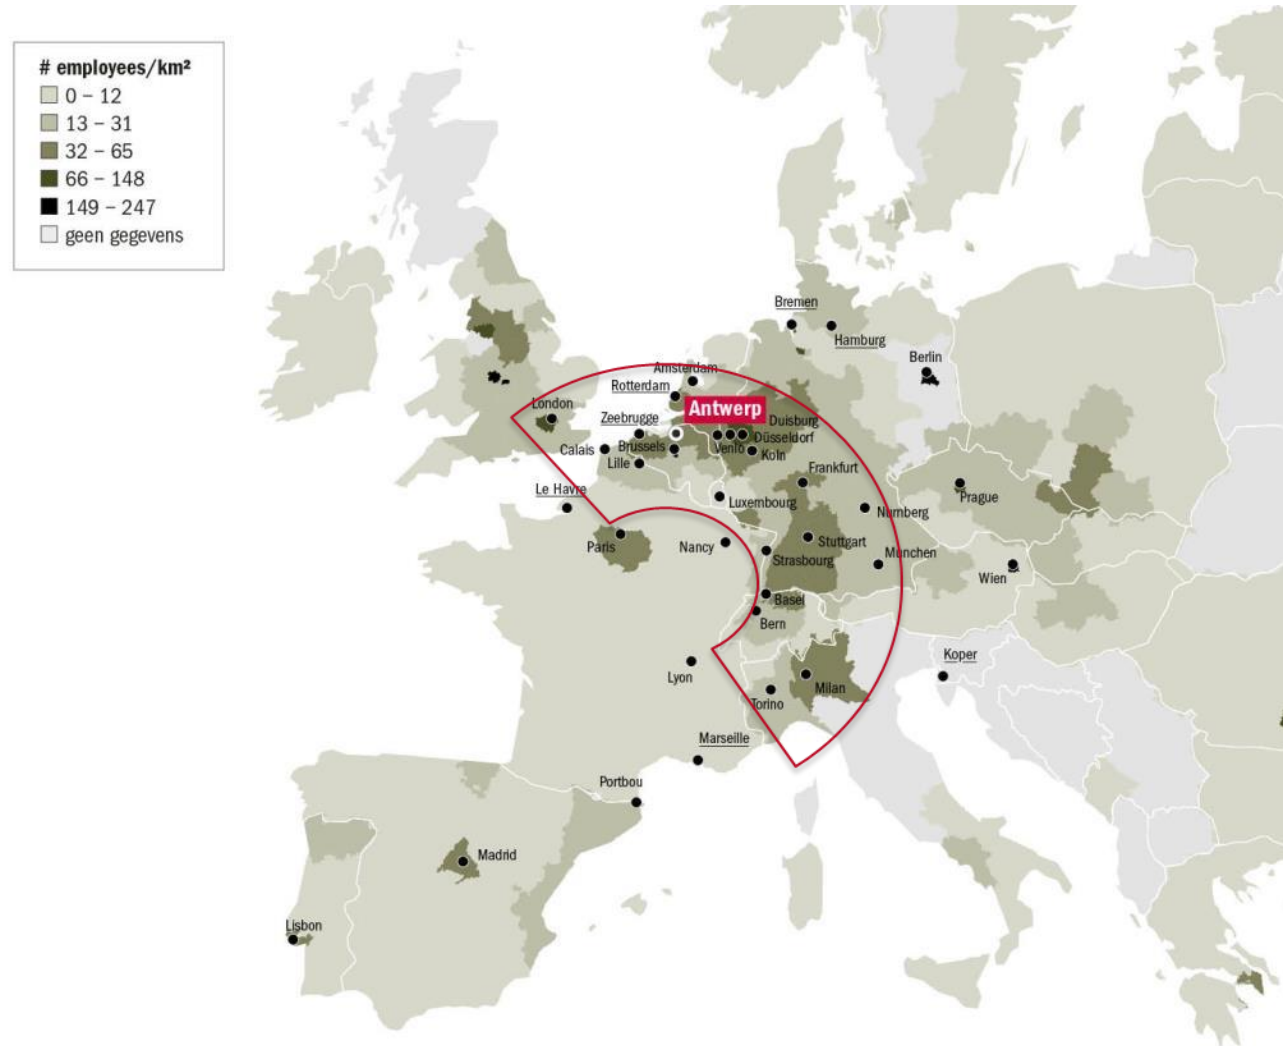 # employees/km²
0 – 12
13 – 31
32 – 65
66 – 148
149 – 247
geen gegevens
Bremen
Hamburg
Berlin
Amsterdam
Rotterdam
London
Antwerp
Zeebrugge
Duisburg
Düsseldorf
Calais
Brussels
Venlo
Köln
Lille
Frankfurt
Le Havre
Luxembourg
Prague
Nürnberg
Paris
Nancy
Stuttgart
Strasbourg
München
Wien
Basel
Bern
Koper
Lyon
Milan
Torino
Marseille
Portbou
Madrid
Lisbon